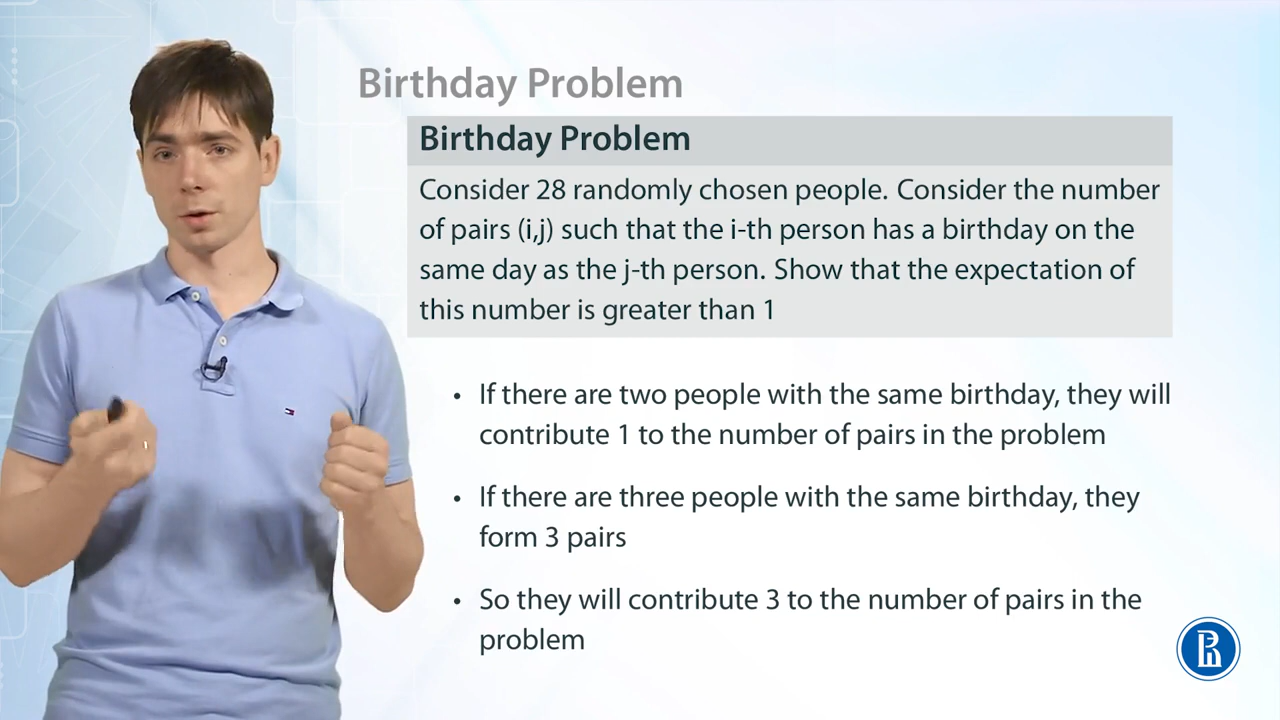 Birthday Problem
Birthday Problem
Consider 28 randomly chosen people. Consider the number
of pairs (i,j) such that the i-th person has a birthday on the
same day as the j-th person. Show that the expectation of
this number is greater than 1
• If there are two people with the same birthday, they will
contribute 1 to the number of pairs in the problem
• If there are three people with the same birthday, they
form 3 pairs
• So they will contribute 3 to the number of pairs in the
problem